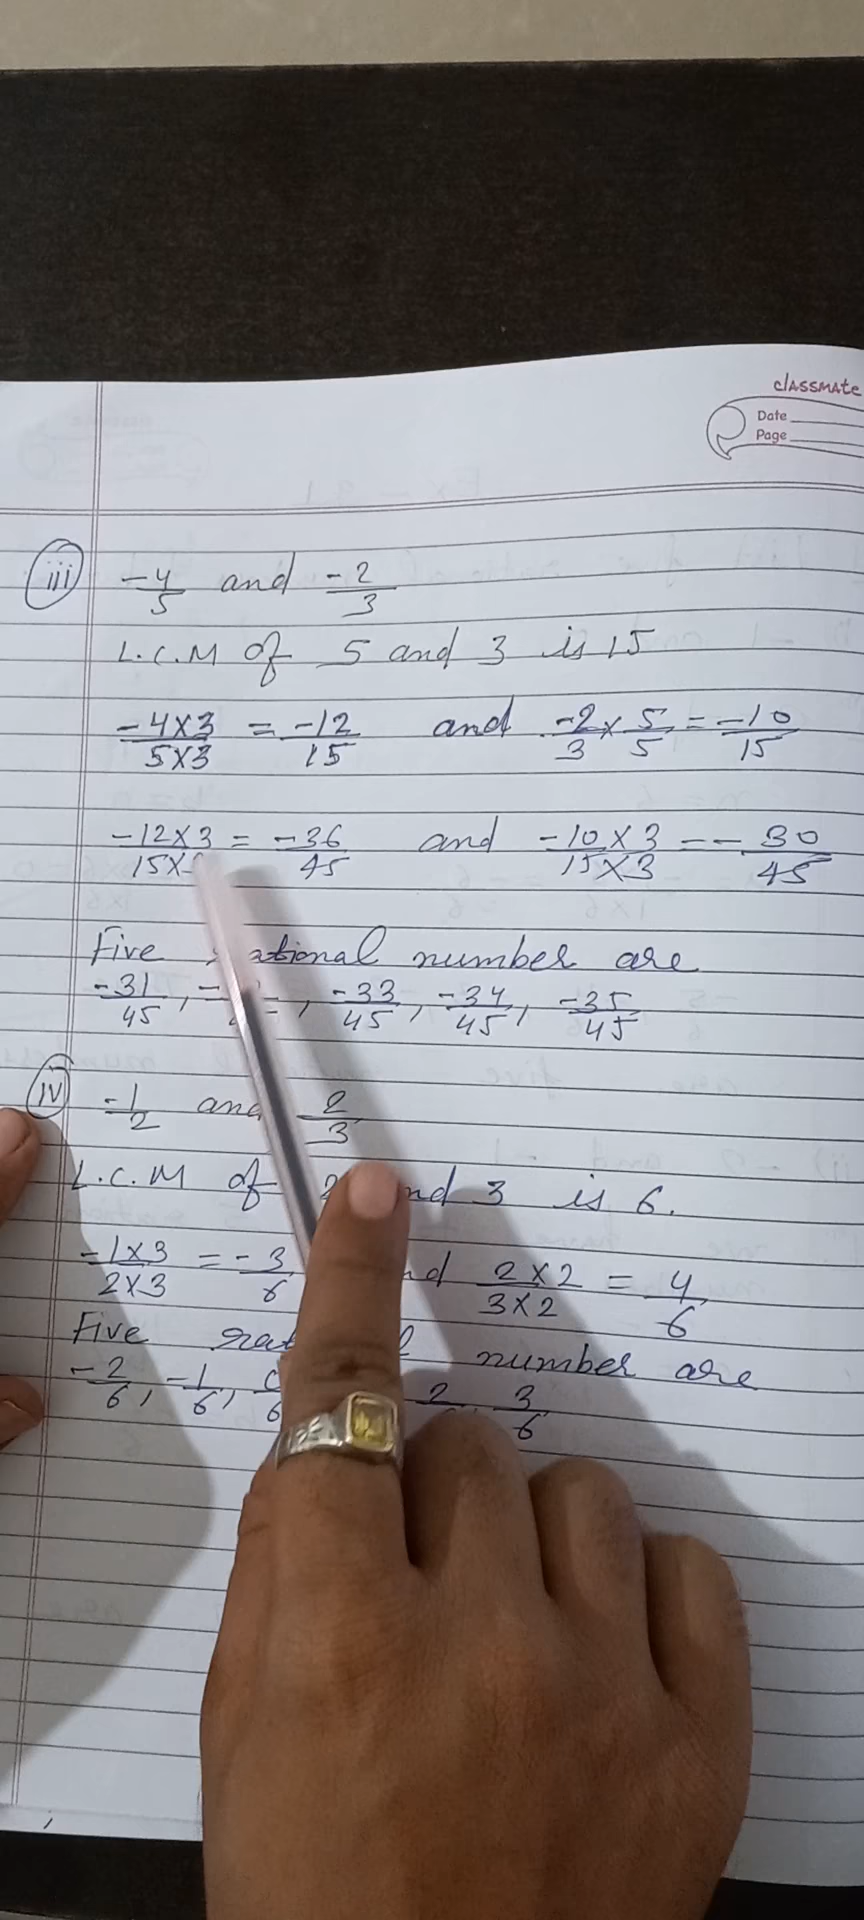 classmate
Date
Page
iii -4/5 and -2/3
L.C.M of 5 and 3 is 15
-4×3/5×3 = -12/15 and -2/3 × 5/5 = -10/15
-12×3/15× = -36/45 and -10×3/15×3 = -30/45
Five ational number are
-31/45, -33/45, -34/45, -35/45
iv -1/2 and 2/3
L.C.M of nd 3 is 6.
-1×3/2×3 = -3/6 nd 2×2/3×2 = 4/6
Five number are
-2/6, -1/6, 3/6